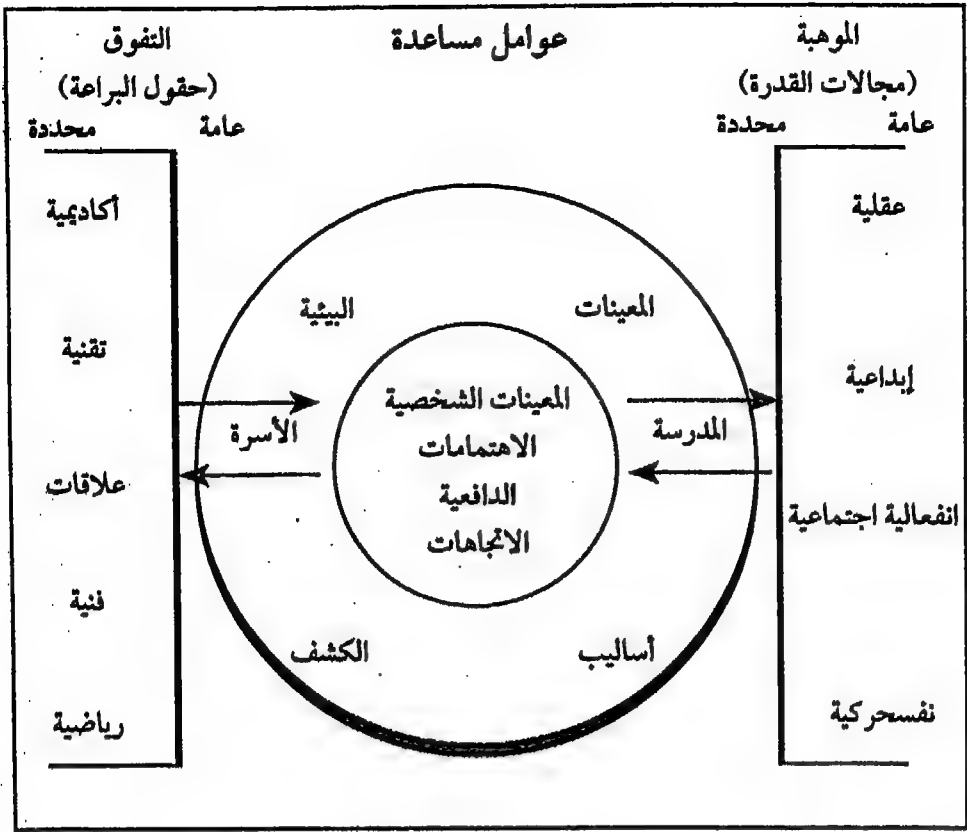 الموهبة
(مجالات القدرة)
عامة محددة
عقلية
إبداعية
انفعالية اجتماعية
نفسحركية
عوامل مساعدة
المعينات البيئية
المدرسة
الأسرة
أساليب الكشف
المعينات الشخصية
الاهتمامات
الدافعية
الاتجاهات
التفوق
(حقول البراعة)
عامة محددة
أكاديمية
تقنية
علاقات
فنية
رياضية